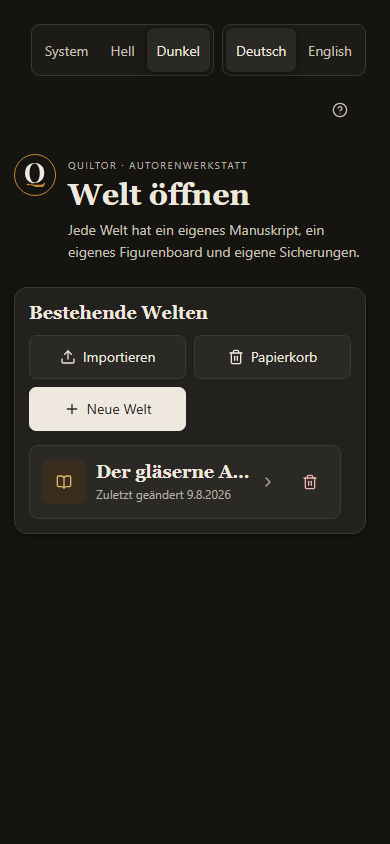 System Hell Dunkel Deutsch English
Q
QUILTOR · AUTORENWERKSTATT
Welt öffnen
Jede Welt hat ein eigenes Manuskript, ein
eigenes Figurenboard und eigene Sicherungen.
Bestehende Welten
Importieren Papierkorb
Neue Welt
Der gläserne A...
Zuletzt geändert 9.8.2026